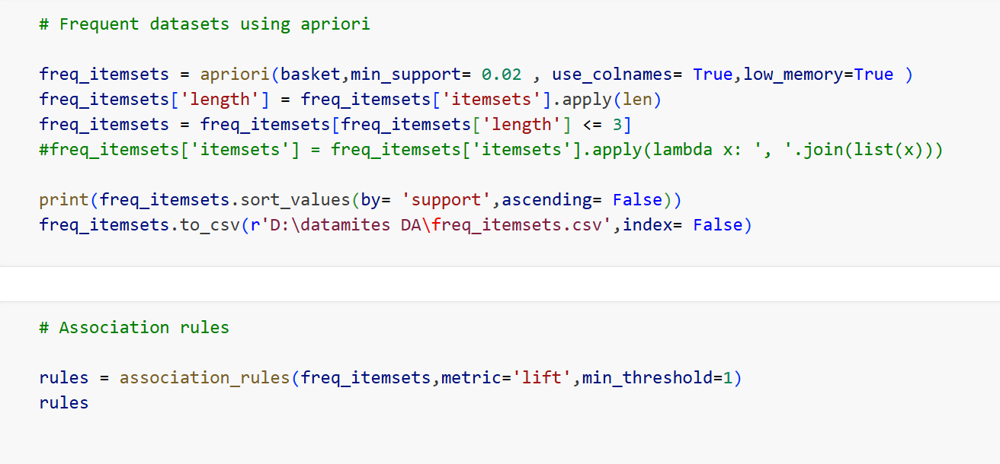 # Frequent datasets using apriori
freq_itemsets = apriori(basket,min_support= 0.02 , use_colnames= True,low_memory=True )
freq_itemsets['length'] = freq_itemsets['itemsets'].apply(len)
freq_itemsets = freq_itemsets[freq_itemsets['length'] <= 3]
#freq_itemsets['itemsets'] = freq_itemsets['itemsets'].apply(lambda x: ', '.join(list(x)))
print(freq_itemsets.sort_values(by= 'support',ascending= False))
freq_itemsets.to_csv(r'D:\datamites DA\freq_itemsets.csv',index= False)
# Association rules
rules = association_rules(freq_itemsets,metric='lift',min_threshold=1)
rules